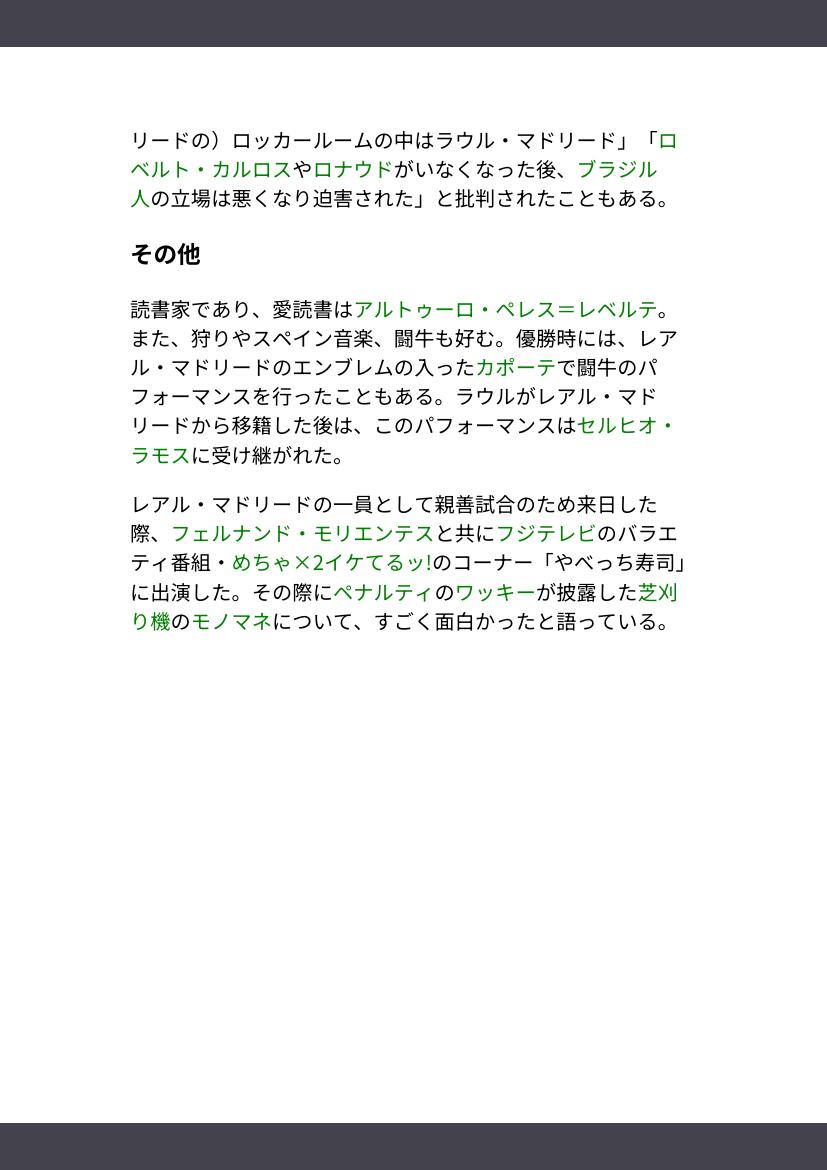 リードの）ロッカールームの中はラウル・マドリード」「ロ
ベルト・カルロスやロナウドがいなくなった後、ブラジル
人の立場は悪くなり迫害された」と批判されたこともある。
その他
読書家であり、愛読書はアルトゥーロ・ペレス＝レベルテ。
また、狩りやスペイン音楽、闘牛も好む。優勝時には、レア
ル・マドリードのエンブレムの入ったカポーテで闘牛のパ
フォーマンスを行ったこともある。ラウルがレアル・マド
リードから移籍した後は、このパフォーマンスはセルヒオ・
ラモスに受け継がれた。
レアル・マドリードの一員として親善試合のため来日した
際、フェルナンド・モリエンテスと共にフジテレビのバラエ
ティ番組・めちゃ×2イケてるッ!のコーナー「やべっち寿司」
に出演した。その際にペナルティのワッキーが披露した芝刈
り機のモノマネについて、すごく面白かったと語っている。